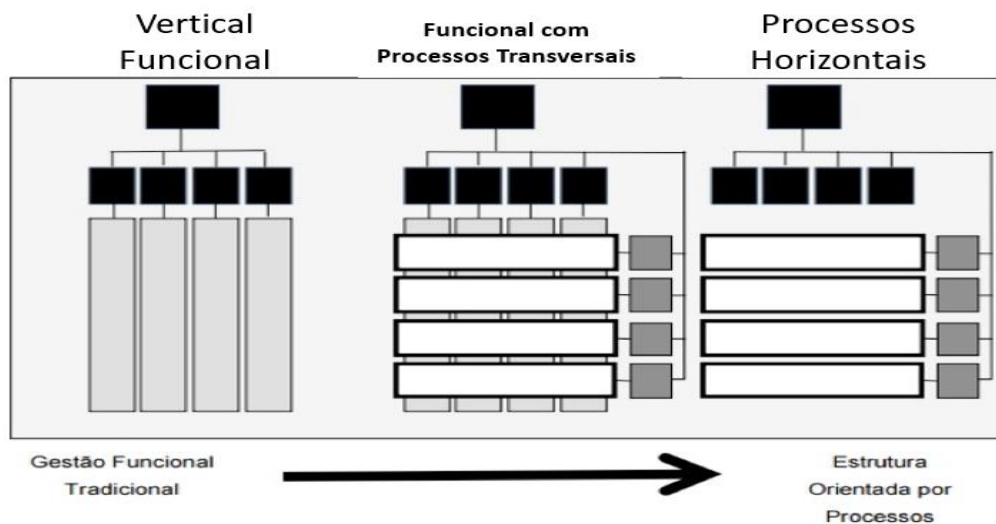 Vertical
Funcional
Funcional com
Processos Transversais
Processos
Horizontais
Gestão Funcional
Tradicional
Estrutura
Orientada por
Processos